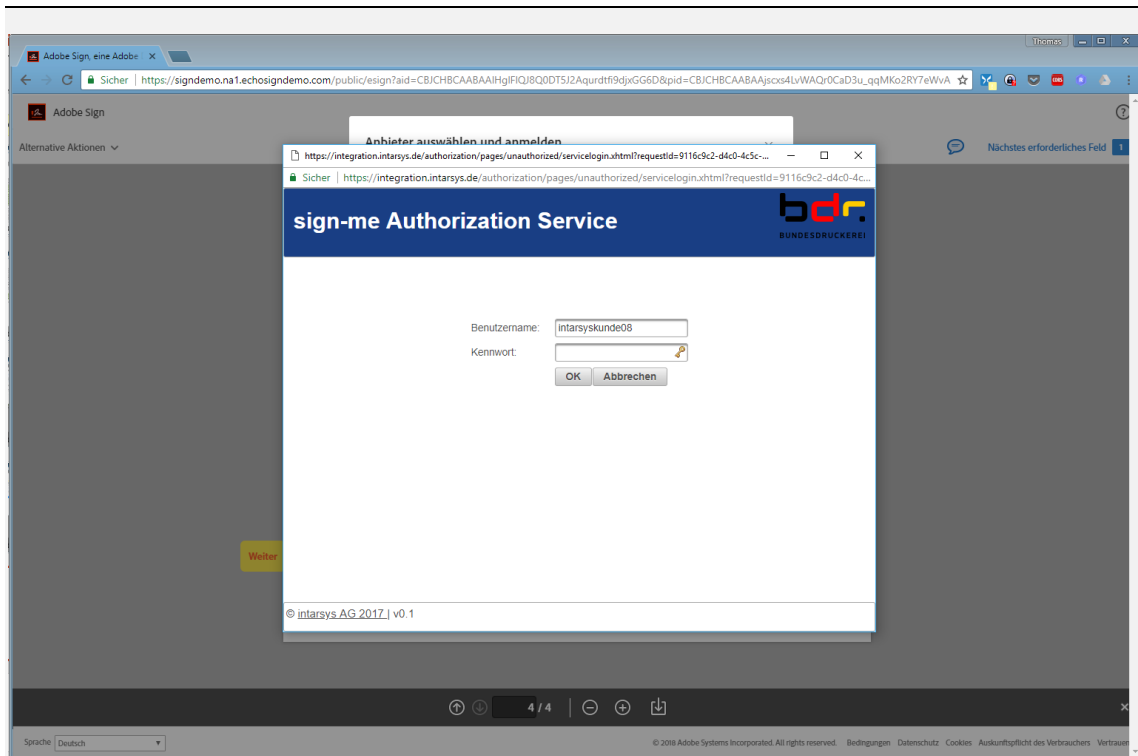 Thomas
Adobe Sign, eine Adobe
Sicher | https://signdemo.na1.echosigndemo.com/public/esign?aid=CBJCHBCAABAAIHglFIQJ8Q0DT5J2Aqurdtfi9djxGG6D&pid=CBJCHBCAABAAjscxs4LvWAQr0CaD3u_qqMKo2RY7eWvA
Adobe Sign
Alternative Aktionen
Anbieter auswählen und anmelden
Nächstes erforderliches Feld 1
https://integration.intarsys.de/authorization/pages/unauthorized/servicelogin.xhtml?requestId=9116c9c2-d4c0-4c5c-...
Sicher | https://integration.intarsys.de/authorization/pages/unauthorized/servicelogin.xhtml?requestId=9116c9c2-d4c0-4c...
sign-me Authorization Service
bdr.
BUNDESDRUCKEREI
Benutzername: intarsyskunde08
Kennwort:
OK Abbrechen
Weiter
© intarsys AG 2017 | v0.1
4 / 4
Sprache Deutsch
© 2018 Adobe Systems Incorporated. All rights reserved. Bedingungen Datenschutz Cookies Auskunftspflicht des Verbrauchers Vertrauen